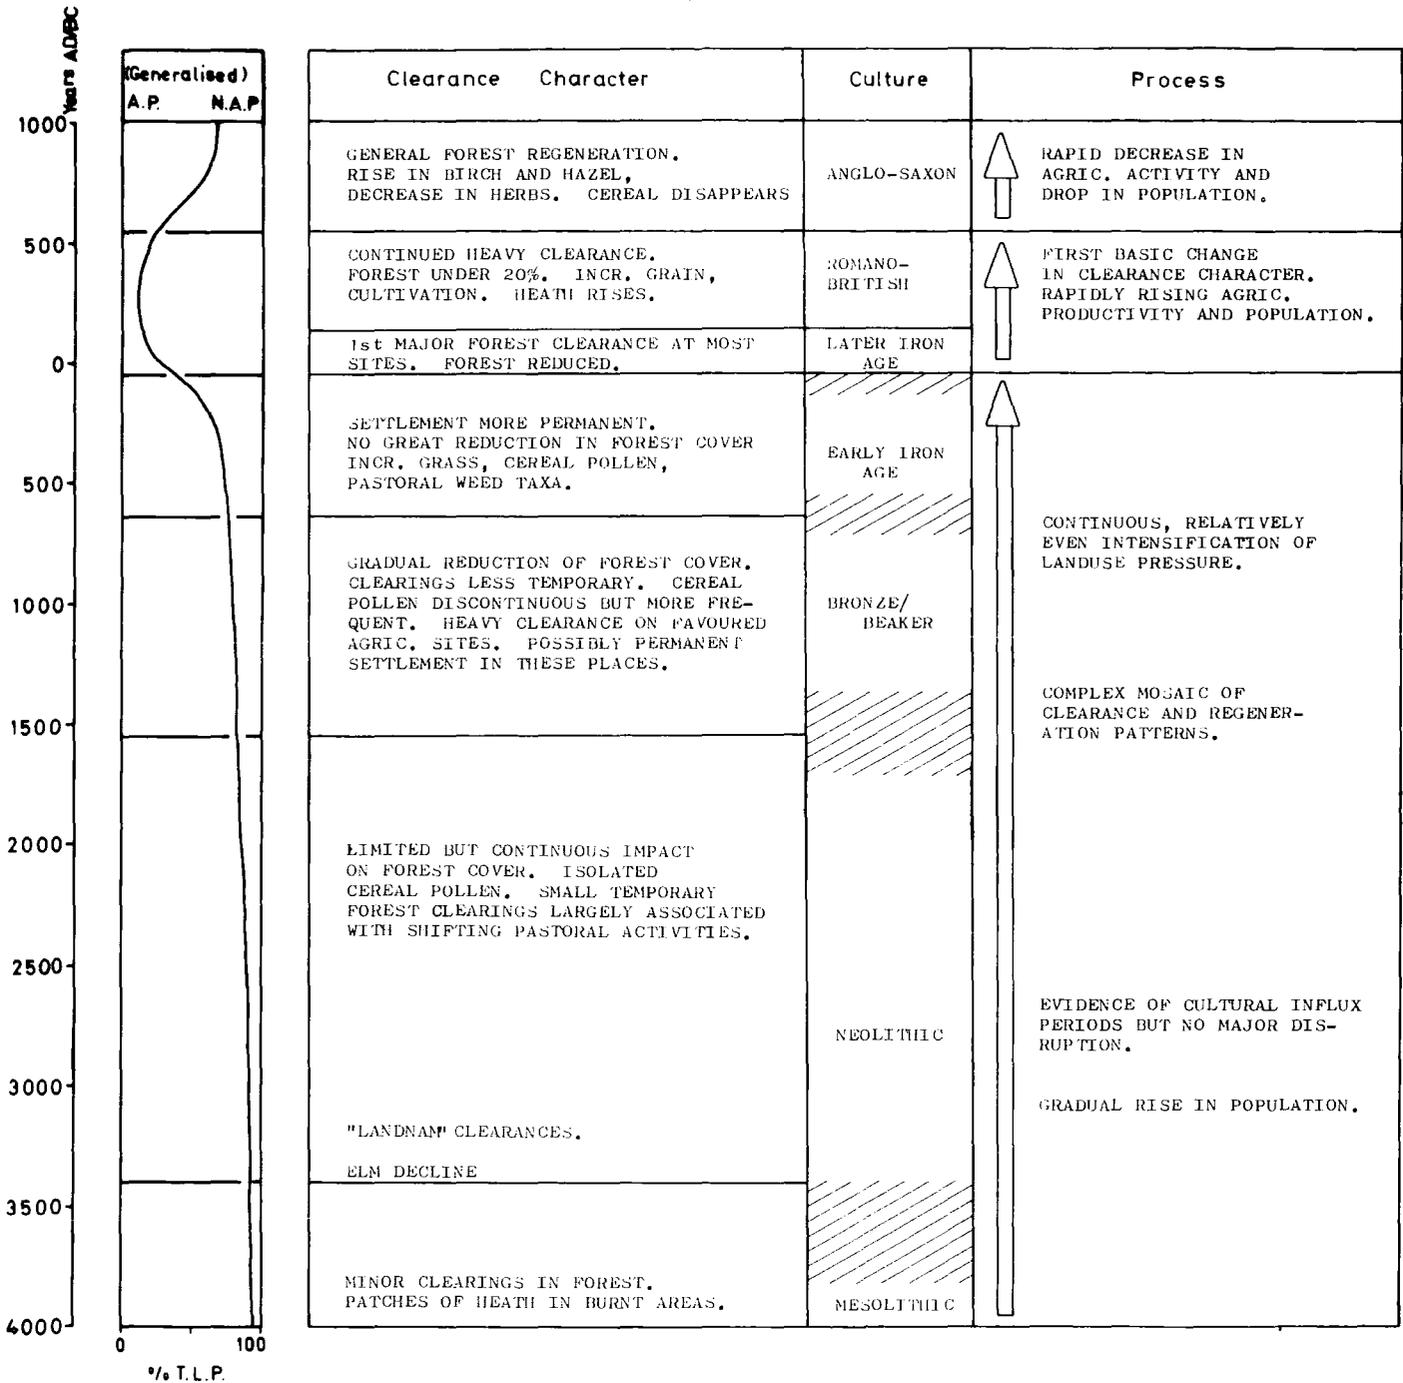 Years AD/BC
(Generalised)
A.P. N.A.P
Clearance Character
Culture
Process
1000
500
0
500
1000
1500
2000
2500
3000
3500
4000
0 100
% T.L.P.
GENERAL FOREST REGENERATION.
RISE IN BIRCH AND HAZEL,
DECREASE IN HERBS. CEREAL DISAPPEARS
ANGLO-SAXON
RAPID DECREASE IN
AGRIC. ACTIVITY AND
DROP IN POPULATION.
CONTINUED HEAVY CLEARANCE.
FOREST UNDER 20%. INCR. GRAIN,
CULTIVATION. HEATH RISES.
ROMANO-
BRITISH
FIRST BASIC CHANGE
IN CLEARANCE CHARACTER.
RAPIDLY RISING AGRIC.
PRODUCTIVITY AND POPULATION.
1st MAJOR FOREST CLEARANCE AT MOST
SITES. FOREST REDUCED.
LATER IRON
AGE
SETTLEMENT MORE PERMANENT.
NO GREAT REDUCTION IN FOREST COVER
INCR. GRASS, CEREAL POLLEN,
PASTORAL WEED TAXA.
EARLY IRON
AGE
GRADUAL REDUCTION OF FOREST COVER.
CLEARINGS LESS TEMPORARY. CEREAL
POLLEN DISCONTINUOUS BUT MORE FRE-
QUENT. HEAVY CLEARANCE ON FAVOURED
AGRIC. SITES. POSSIBLY PERMANENT
SETTLEMENT IN THESE PLACES.
BRONZE/
BEAKER
CONTINUOUS, RELATIVELY
EVEN INTENSIFICATION OF
LANDUSE PRESSURE.
COMPLEX MOSAIC OF
CLEARANCE AND REGENER-
ATION PATTERNS.
LIMITED BUT CONTINUOUS IMPACT
ON FOREST COVER. ISOLATED
CEREAL POLLEN. SMALL TEMPORARY
FOREST CLEARINGS LARGELY ASSOCIATED
WITH SHIFTING PASTORAL ACTIVITIES.
"LANDNAM" CLEARANCES.
ELM DECLINE
NEOLITHIC
EVIDENCE OF CULTURAL INFLUX
PERIODS BUT NO MAJOR DIS-
RUPTION.
GRADUAL RISE IN POPULATION.
MINOR CLEARINGS IN FOREST.
PATCHES OF HEATH IN BURNT AREAS.
MESOLITHIC